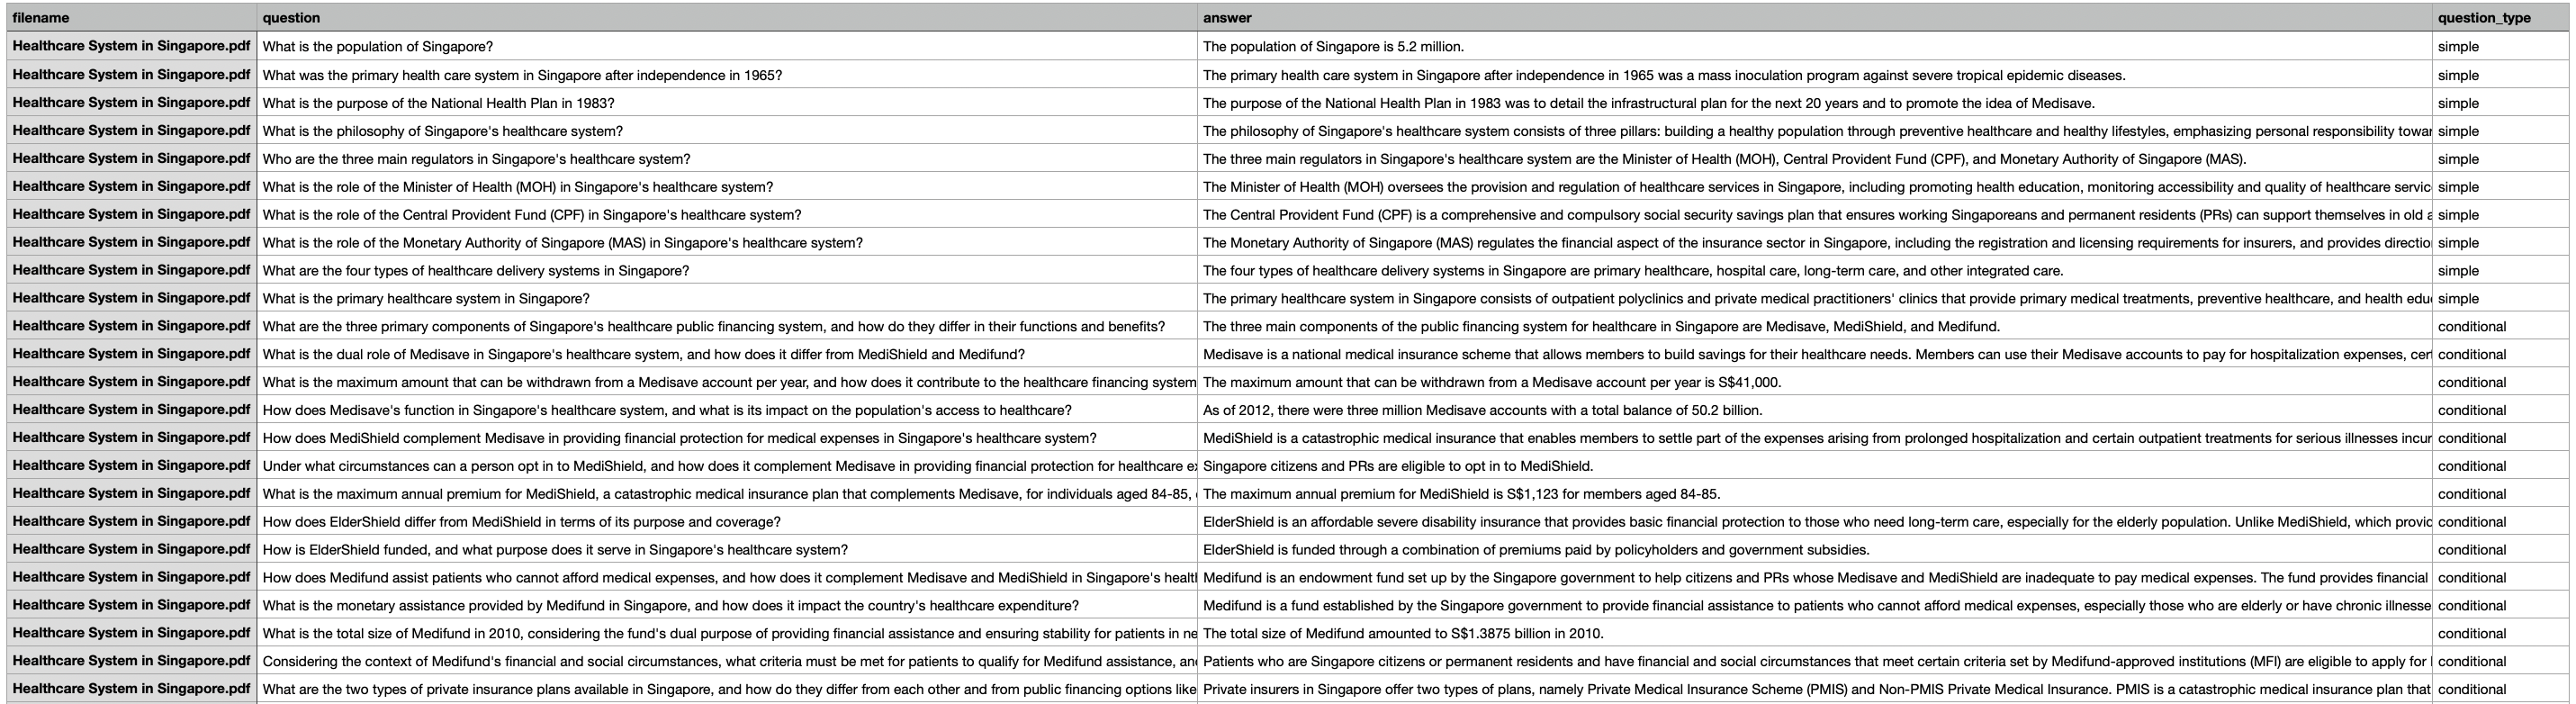 filename question answer question_type
Healthcare System in Singapore.pdf What is the population of Singapore? The population of Singapore is 5.2 million. simple
Healthcare System in Singapore.pdf What was the primary health care system in Singapore after independence in 1965? The primary health care system in Singapore after independence in 1965 was a mass inoculation program against severe tropical epidemic diseases. simple
Healthcare System in Singapore.pdf What is the purpose of the National Health Plan in 1983? The purpose of the National Health Plan in 1983 was to detail the infrastructural plan for the next 20 years and to promote the idea of Medisave. simple
Healthcare System in Singapore.pdf What is the philosophy of Singapore's healthcare system? The philosophy of Singapore's healthcare system consists of three pillars: building a healthy population through preventive healthcare and healthy lifestyles, emphasizing personal responsibility towar simple
Healthcare System in Singapore.pdf Who are the three main regulators in Singapore's healthcare system? The three main regulators in Singapore's healthcare system are the Minister of Health (MOH), Central Provident Fund (CPF), and Monetary Authority of Singapore (MAS). simple
Healthcare System in Singapore.pdf What is the role of the Minister of Health (MOH) in Singapore's healthcare system? The Minister of Health (MOH) oversees the provision and regulation of healthcare services in Singapore, including promoting health education, monitoring accessibility and quality of healthcare servic simple
Healthcare System in Singapore.pdf What is the role of the Central Provident Fund (CPF) in Singapore's healthcare system? The Central Provident Fund (CPF) is a comprehensive and compulsory social security savings plan that ensures working Singaporeans and permanent residents (PRs) can support themselves in old a simple
Healthcare System in Singapore.pdf What is the role of the Monetary Authority of Singapore (MAS) in Singapore's healthcare system? The Monetary Authority of Singapore (MAS) regulates the financial aspect of the insurance sector in Singapore, including the registration and licensing requirements for insurers, and provides directio simple
Healthcare System in Singapore.pdf What are the four types of healthcare delivery systems in Singapore? The four types of healthcare delivery systems in Singapore are primary healthcare, hospital care, long-term care, and other integrated care. simple
Healthcare System in Singapore.pdf What is the primary healthcare system in Singapore? The primary healthcare system in Singapore consists of outpatient polyclinics and private medical practitioners' clinics that provide primary medical treatments, preventive healthcare, and health edu simple
Healthcare System in Singapore.pdf What are the three primary components of Singapore's healthcare public financing system, and how do they differ in their functions and benefits? The three main components of the public financing system for healthcare in Singapore are Medisave, MediShield, and Medifund. conditional
Healthcare System in Singapore.pdf What is the dual role of Medisave in Singapore's healthcare system, and how does it differ from MediShield and Medifund? Medisave is a national medical insurance scheme that allows members to build savings for their healthcare needs. Members can use their Medisave accounts to pay for hospitalization expenses, cert conditional
Healthcare System in Singapore.pdf What is the maximum amount that can be withdrawn from a Medisave account per year, and how does it contribute to the healthcare financing system The maximum amount that can be withdrawn from a Medisave account per year is S$41,000. conditional
Healthcare System in Singapore.pdf How does Medisave's function in Singapore's healthcare system, and what is its impact on the population's access to healthcare? As of 2012, there were three million Medisave accounts with a total balance of 50.2 billion. conditional
Healthcare System in Singapore.pdf How does MediShield complement Medisave in providing financial protection for medical expenses in Singapore's healthcare system? MediShield is a catastrophic medical insurance that enables members to settle part of the expenses arising from prolonged hospitalization and certain outpatient treatments for serious illnesses incur conditional
Healthcare System in Singapore.pdf Under what circumstances can a person opt in to MediShield, and how does it complement Medisave in providing financial protection for healthcare ex Singapore citizens and PRs are eligible to opt in to MediShield. conditional
Healthcare System in Singapore.pdf What is the maximum annual premium for MediShield, a catastrophic medical insurance plan that complements Medisave, for individuals aged 84-85, The maximum annual premium for MediShield is S$1,123 for members aged 84-85. conditional
Healthcare System in Singapore.pdf How does ElderShield differ from MediShield in terms of its purpose and coverage? ElderShield is an affordable severe disability insurance that provides basic financial protection to those who need long-term care, especially for the elderly population. Unlike MediShield, which provid conditional
Healthcare System in Singapore.pdf How is ElderShield funded, and what purpose does it serve in Singapore's healthcare system? ElderShield is funded through a combination of premiums paid by policyholders and government subsidies. conditional
Healthcare System in Singapore.pdf How does Medifund assist patients who cannot afford medical expenses, and how does it complement Medisave and MediShield in Singapore's healtl Medifund is an endowment fund set up by the Singapore government to help citizens and PRs whose Medisave and MediShield are inadequate to pay medical expenses. The fund provides financial conditional
Healthcare System in Singapore.pdf What is the monetary assistance provided by Medifund in Singapore, and how does it impact the country's healthcare expenditure? Medifund is a fund established by the Singapore government to provide financial assistance to patients who cannot afford medical expenses, especially those who are elderly or have chronic illnesse conditional
Healthcare System in Singapore.pdf What is the total size of Medifund in 2010, considering the fund's dual purpose of providing financial assistance and ensuring stability for patients in ne The total size of Medifund amounted to S$1.3875 billion in 2010. conditional
Healthcare System in Singapore.pdf Considering the context of Medifund's financial and social circumstances, what criteria must be met for patients to qualify for Medifund assistance, and Patients who are Singapore citizens or permanent residents and have financial and social circumstances that meet certain criteria set by Medifund-approved institutions (MFI) are eligible to apply for conditional
Healthcare System in Singapore.pdf What are the two types of private insurance plans available in Singapore, and how do they differ from each other and from public financing options like Private insurers in Singapore offer two types of plans, namely Private Medical Insurance Scheme (PMIS) and Non-PMIS Private Medical Insurance. PMIS is a catastrophic medical insurance plan that conditional